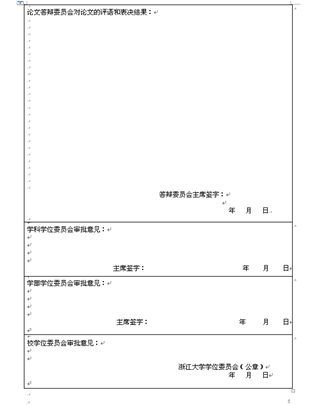 论文答辩委员会对论文的评语和表决结果：
答辩委员会主席签字：
年 月 日
学科学位委员会审批意见：
主席签字： 年 月 日
学部学位委员会审批意见：
主席签字： 年 月 日
校学位委员会审批意见：
浙江大学学位委员会（公章）
年 月 日